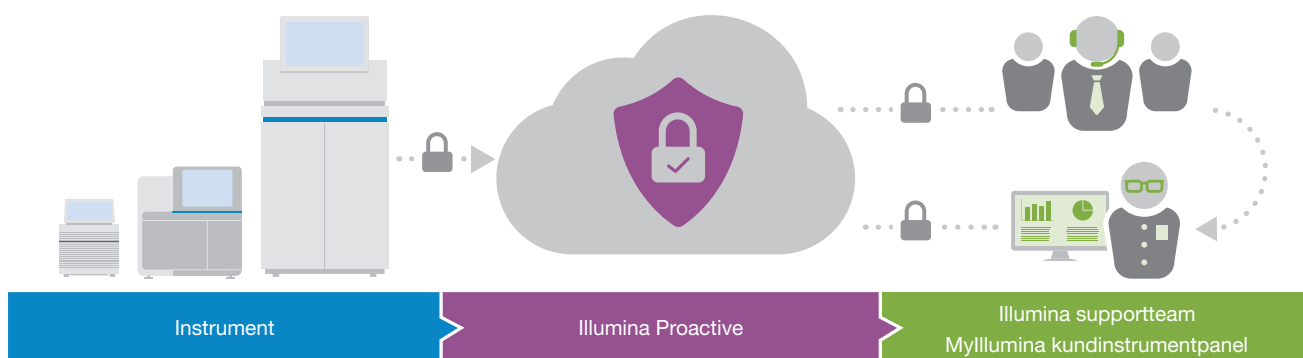 Instrument
Illumina Proactive
Illumina supportteam
MyIllumina kundinstrumentpanel